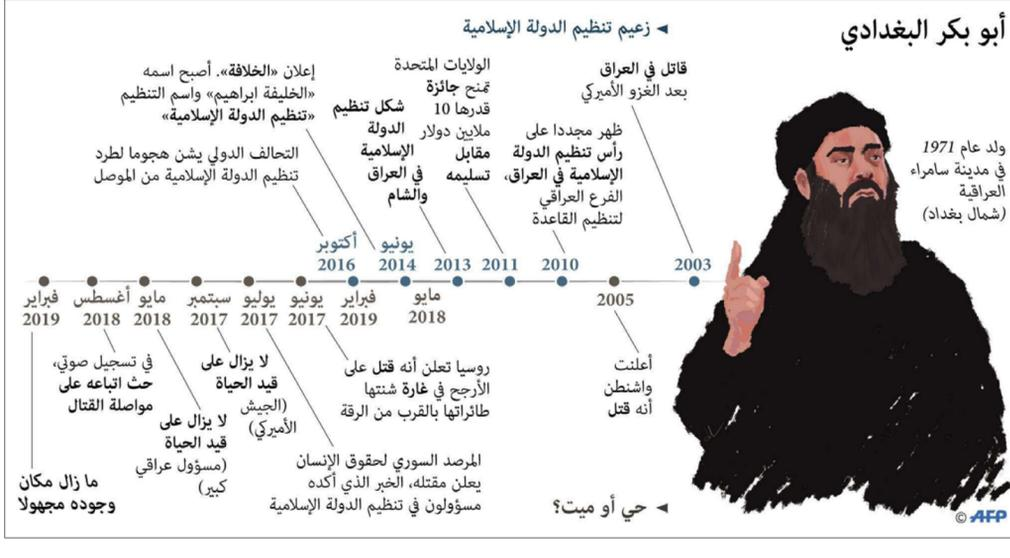 أبو بكر البغدادي
◄ زعيم تنظيم الدولة الإسلامية
ولد عام 1971
في مدينة سامراء
العراقية
(شمال بغداد)
قاتل في العراق
بعد الغزو الأميركي
2003
ظهر مجددا على
رأس تنظيم الدولة
الإسلامية في العراق،
الفرع العراقي
لتنظيم القاعدة
2010
الولايات المتحدة
تمنح جائزة
قدرها 10
ملايين دولار
مقابل
تسليمه
2011
شكل تنظيم
الدولة
الإسلامية
في العراق
والشام
2013
إعلان «الخلافة». أصبح اسمه
«الخليفة ابراهيم» واسم التنظيم
«تنظيم الدولة الإسلامية»
يونيو
2014
التحالف الدولي يشن هجوما لطرد
تنظيم الدولة الإسلامية من الموصل
أكتوبر
2016
2005
أعلنت
واشنطن
أنه قتل
مايو
2018
فبراير
2019
يونيو
2017
روسيا تعلن أنه قتل على
الأرجح في غارة شنتها
طائراتها بالقرب من الرقة
يوليو
2017
المرصد السوري لحقوق الإنسان
يعلن مقتله، الخبر الذي أكده
مسؤولون في تنظيم الدولة الإسلامية
سبتمبر
2017
لا يزال على
قيد الحياة
(الجيش
الأميركي)
مايو
2018
لا يزال على
قيد الحياة
(مسؤول عراقي
كبير)
أغسطس
2018
في تسجيل صوتي،
حث اتباعه على
مواصلة القتال
فبراير
2019
ما زال مكان
وجوده مجهولا
◄ حي أو ميت؟
© AFP